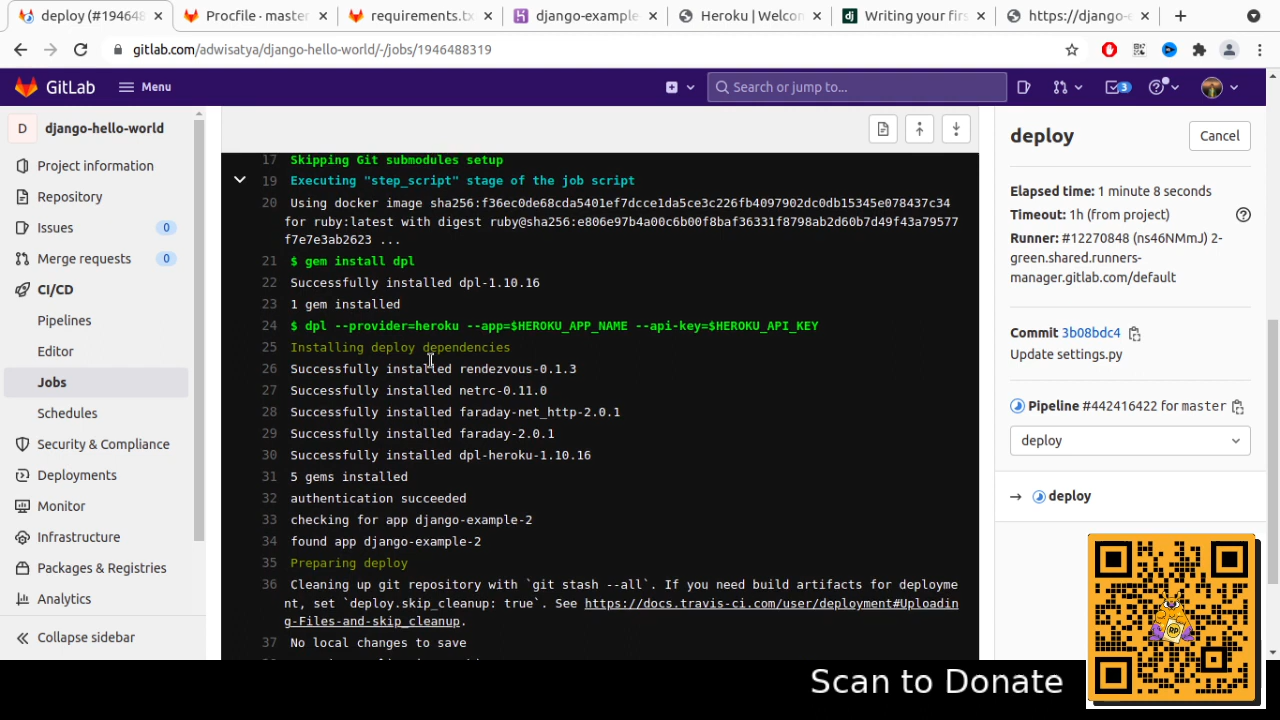 deploy (#194648
Procfile · master
requirements.tx
django-example
Heroku | Welcom
Writing your firs
https://django-e
gitlab.com/adwisatya/django-hello-world/-/jobs/1946488319
GitLab
Menu
Search or jump to...
3
D
django-hello-world
Project information
Repository
Issues
0
Merge requests
0
CI/CD
Pipelines
Editor
Jobs
Schedules
Security & Compliance
Deployments
Monitor
Infrastructure
Packages & Registries
Analytics
Collapse sidebar
17 Skipping Git submodules setup
19 Executing "step_script" stage of the job script
20 Using docker image sha256:f36ec0de68cda5401ef7dcce1da5ce3c226fb4097902dc0db15345e078437c34
for ruby:latest with digest ruby@sha256:e806e97b4a00c6b00f8baf36331f8798ab2d60b7d49f43a79577
f7e7e3ab2623 ...
21 $ gem install dpl
22 Successfully installed dpl-1.10.16
23 1 gem installed
24 $ dpl --provider=heroku --app=$HEROKU_APP_NAME --api-key=$HEROKU_API_KEY
25 Installing deploy dependencies
26 Successfully installed rendezvous-0.1.3
27 Successfully installed netrc-0.11.0
28 Successfully installed faraday-net_http-2.0.1
29 Successfully installed faraday-2.0.1
30 Successfully installed dpl-heroku-1.10.16
31 5 gems installed
32 authentication succeeded
33 checking for app django-example-2
34 found app django-example-2
35 Preparing deploy
36 Cleaning up git repository with `git stash --all`. If you need build artifacts for deployme
nt, set `deploy.skip_cleanup: true`. See https://docs.travis-ci.com/user/deployment#Uploadin
g-Files-and-skip_cleanup.
37 No local changes to save
deploy
Cancel
Elapsed time: 1 minute 8 seconds
Timeout: 1h (from project)
Runner: #12270848 (ns46NMmJ) 2-
green.shared.runners-
manager.gitlab.com/default
Commit 3b08bdc4
Update settings.py
Pipeline #442416422 for master
deploy
deploy
RP
Scan to Donate